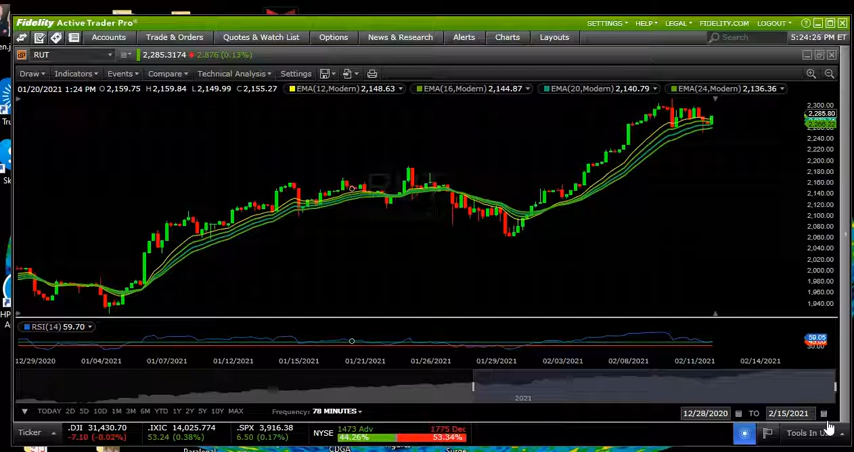 Fidelity Active Trader Pro®
SETTINGS HELP LEGAL FIDELITY.COM LOGOUT
Accounts Trade & Orders Quotes & Watch List Options News & Research Alerts Charts Layouts Search 5:24:26 PM ET
RUT 2,285.3174 2.876 (0.13%)
Draw Indicators Events Compare Technical Analysis Settings
01/20/2021 1:24 PM O 2,159.75 H 2,159.84 L 2,149.99 C 2,155.27 EMA(12,Modern) 2,148.63 EMA(16,Modern) 2,144.87 EMA(20,Modern) 2,140.79 EMA(24,Modern) 2,136.36
2,300.00
2,285.80
2,260.00
2,240.00
2,220.00
2,200.00
2,180.00
2,160.00
2,140.00
2,120.00
2,100.00
2,080.00
2,060.00
2,040.00
2,020.00
2,000.00
1,980.00
1,960.00
1,940.00
RSI(14) 59.70
59.05
12/29/2020 01/04/2021 01/07/2021 01/12/2021 01/15/2021 01/21/2021 01/26/2021 01/29/2021 02/03/2021 02/08/2021 02/11/2021 02/14/2021
2021
TODAY 2D 5D 10D 1M 3M 6M YTD 1Y 2Y 5Y 10Y MAX Frequency: 78 MINUTES 12/28/2020 TO 2/15/2021
Ticker .DJI 31,430.70 .IXIC 14,025.774 .SPX 3,916.38 NYSE 1473 Adv 1775 Dec Tools In U
-7.10 (-0.02%) 53.24 (0.38%) 6.50 (0.17%) 44.26% 53.34%